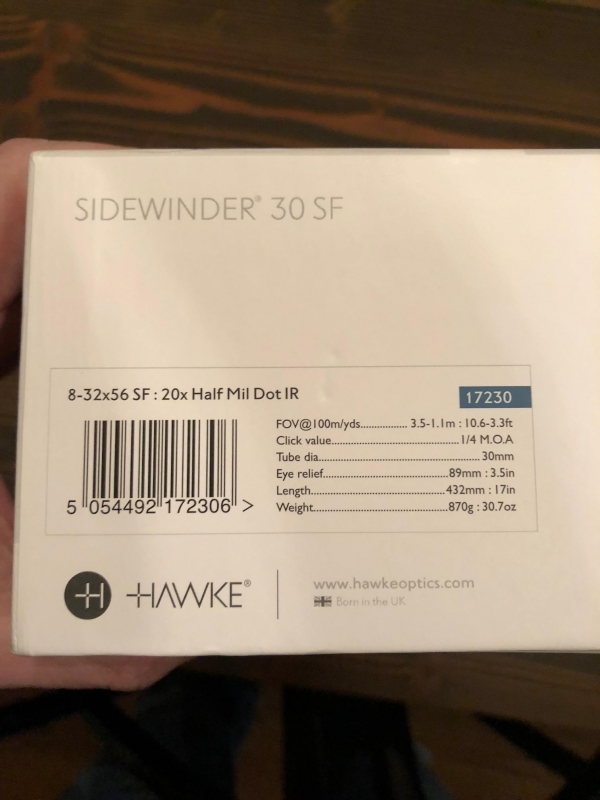 SIDEWINDER® 30 SF
8-32x56 SF : 20x Half Mil Dot IR
17230
FOV@100m/yds................. 3.5-1.1m : 10.6-3.3ft
Click value.............................................1/4 M.O.A
Tube dia.......................................................30mm
Eye relief..........................................89mm : 3.5in
Length............................................432mm : 17in
Weight............................................870g : 30.7oz
5 054492 172306 >
HAWKE®
www.hawkeoptics.com
Born in the UK